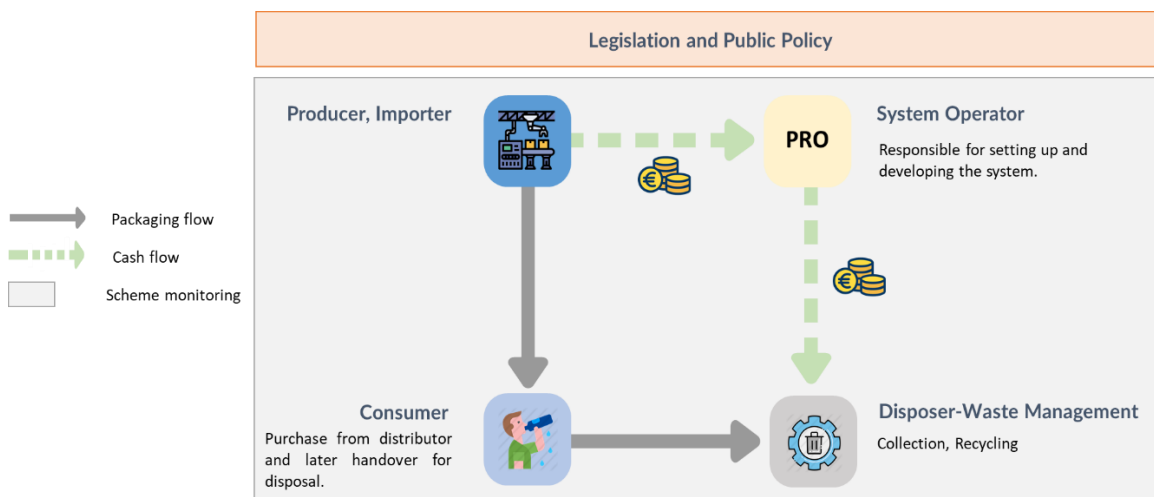 Legislation and Public Policy
Producer, Importer
PRO
System Operator
Responsible for setting up and
developing the system.
Packaging flow
Cash flow
Scheme monitoring
€
€
Consumer
Purchase from distributor
and later handover for
disposal.
Disposer-Waste Management
Collection, Recycling